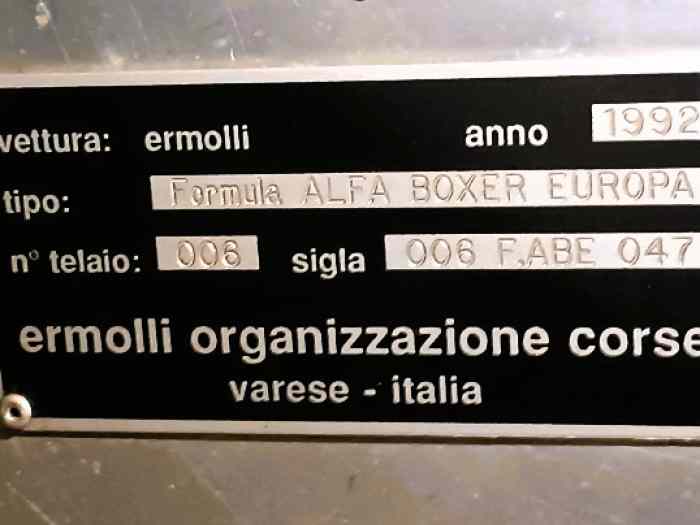 vettura: ermolli anno 1992
tipo: Formula ALFA BOXER EUROPA
n° telaio: 006 sigla 006 F.ABE 047
ermolli organizzazione corse
varese - italia